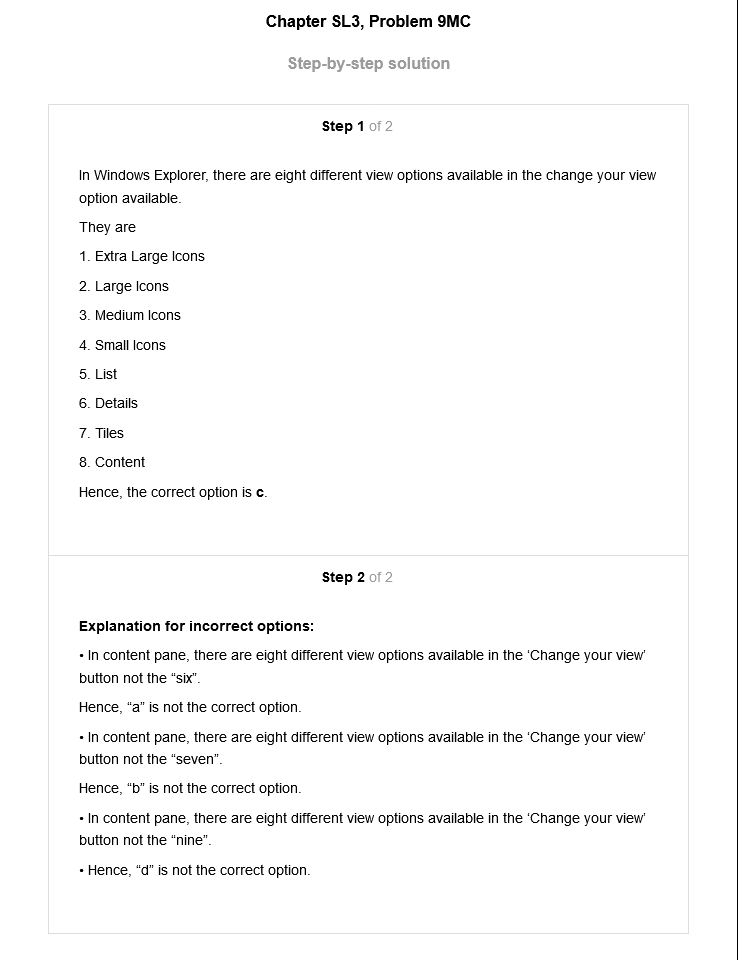 Chapter SL3, Problem 9MC
Step-by-step solution
Step 1 of 2
In Windows Explorer, there are eight different view options available in the change your view
option available.
They are
1. Extra Large Icons
2. Large Icons
3. Medium Icons
4. Small Icons
5. List
6. Details
7. Tiles
8. Content
Hence, the correct option is c.
Step 2 of 2
Explanation for incorrect options:
• In content pane, there are eight different view options available in the ‘Change your view’
button not the “six”.
Hence, “a” is not the correct option.
• In content pane, there are eight different view options available in the ‘Change your view’
button not the “seven”.
Hence, “b” is not the correct option.
• In content pane, there are eight different view options available in the ‘Change your view’
button not the “nine”.
• Hence, “d” is not the correct option.